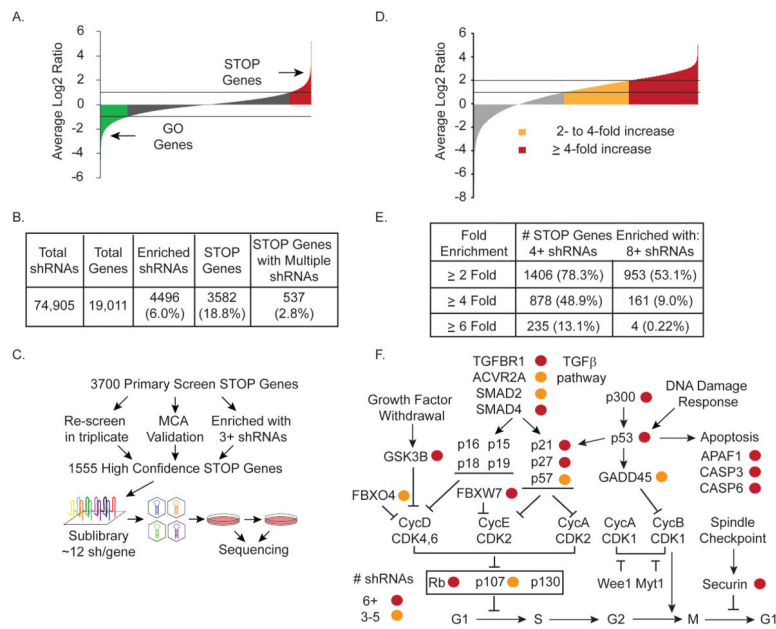 A.
Average Log2 Ratio
6
4
2
0
-2
-4
-6
STOP
Genes
GO
Genes
B.
Total shRNAs
Total Genes
Enriched shRNAs
STOP Genes
STOP Genes with Multiple shRNAs
74,905
19,011
4496 (6.0%)
3582 (18.8%)
537 (2.8%)
C.
3700 Primary Screen STOP Genes
Re-screen in triplicate
MCA Validation
Enriched with 3+ shRNAs
1555 High Confidence STOP Genes
Sublibrary
~12 sh/gene
Sequencing
D.
Average Log2 Ratio
6
4
2
0
-2
-4
-6
-8
2- to 4-fold increase
≥ 4-fold increase
E.
Fold Enrichment
# STOP Genes Enriched with:
4+ shRNAs 8+ shRNAs
≥ 2 Fold 1406 (78.3%) 953 (53.1%)
≥ 4 Fold 878 (48.9%) 161 (9.0%)
≥ 6 Fold 235 (13.1%) 4 (0.22%)
F.
TGFBR1
ACVR2A
SMAD2
SMAD4
TGFβ
pathway
Growth Factor
Withdrawal
p300
DNA Damage
Response
GSK3B
p16 p15
p18 p19
p21
p27
p57
p53
Apoptosis
APAF1
CASP3
CASP6
GADD45
FBXO4
FBXW7
CycD
CDK4,6
CycE
CDK2
CycA
CDK2
CycA
CDK1
CycB
CDK1
Spindle
Checkpoint
Wee1 Myt1
Securin
# shRNAs
6+
3-5
Rb p107 p130
G1 S G2 M G1